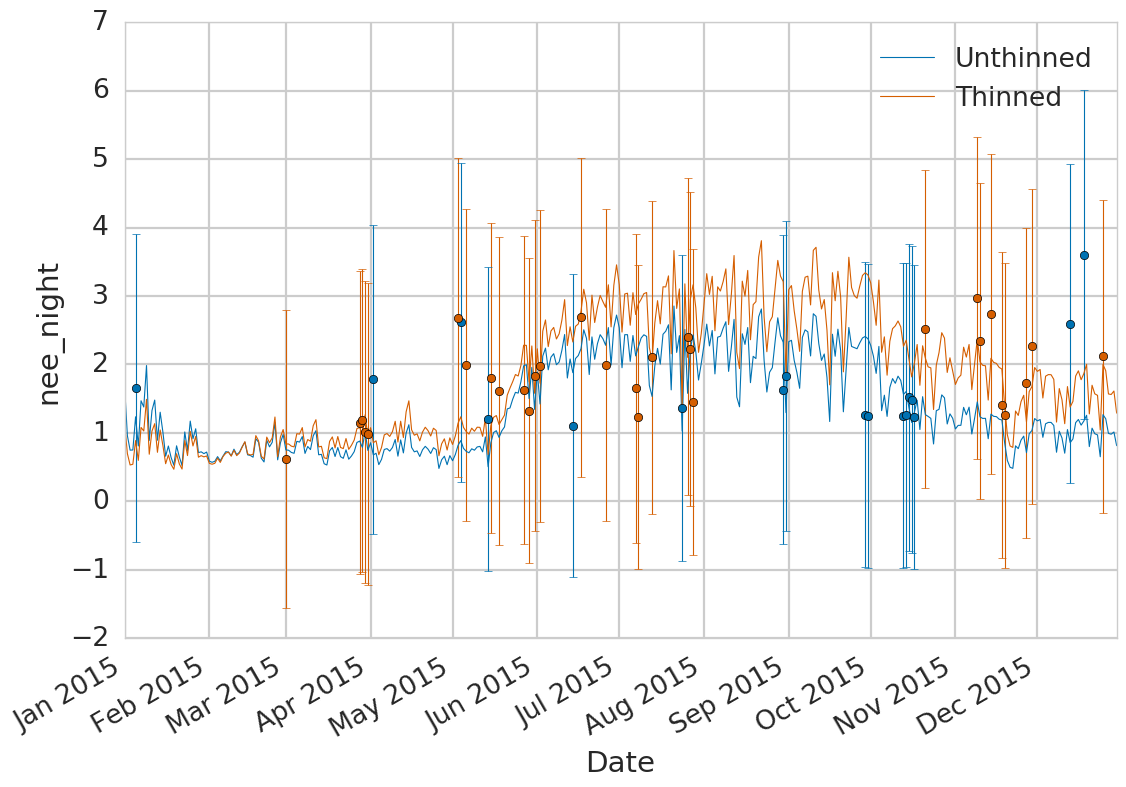 7
6
5
4
3
2
1
0
−1
−2
nee_night
Unthinned
Thinned
Jan 2015
Feb 2015
Mar 2015
Apr 2015
May 2015
Jun 2015
Jul 2015
Aug 2015
Sep 2015
Oct 2015
Nov 2015
Dec 2015
Date